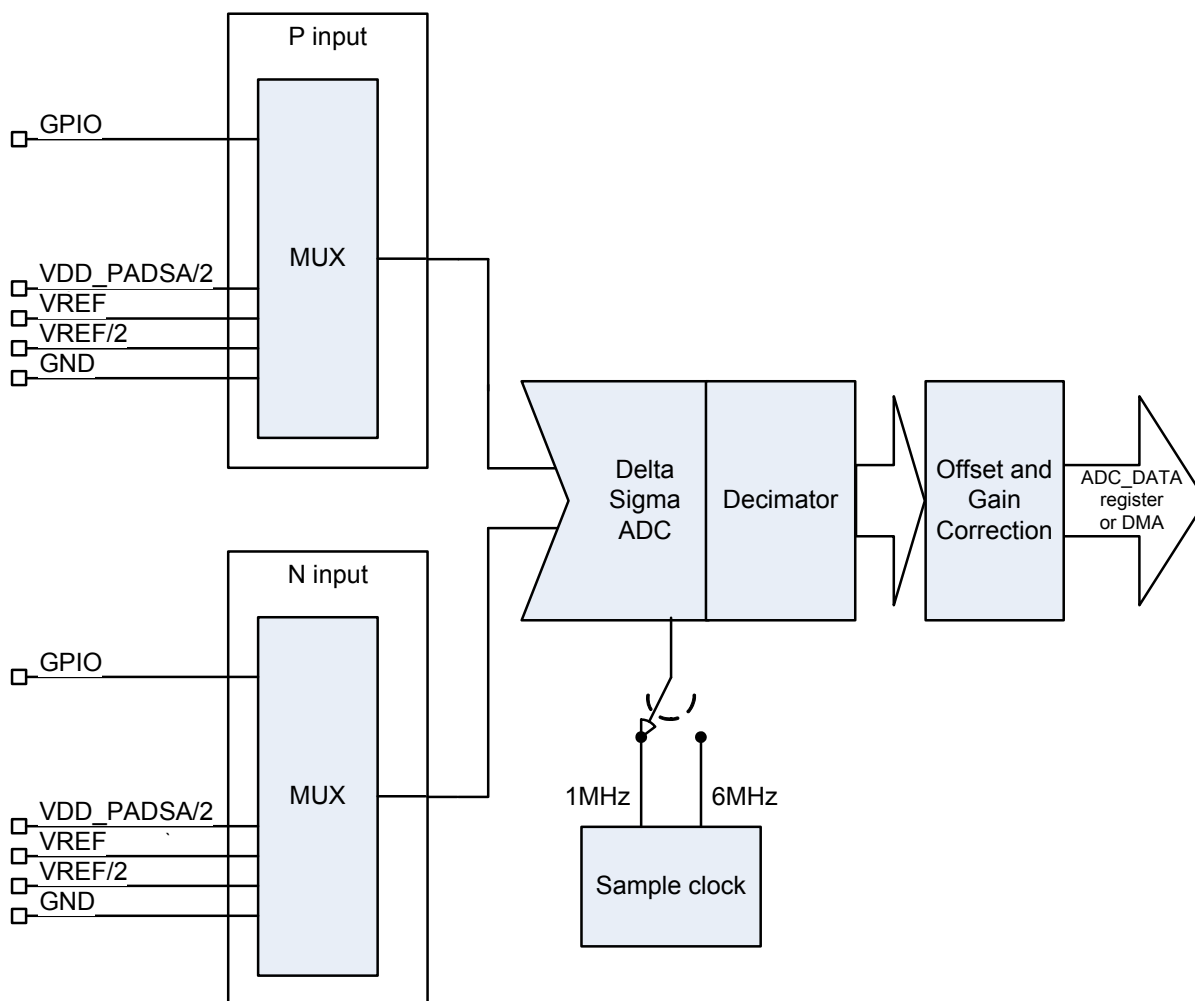 P input
GPIO
MUX
VDD_PADSA/2
VREF
VREF/2
GND
Delta
Sigma
ADC
Decimator
Offset and
Gain
Correction
ADC_DATA
register
or DMA
N input
GPIO
MUX
VDD_PADSA/2
VREF
VREF/2
GND
1MHz
6MHz
Sample clock